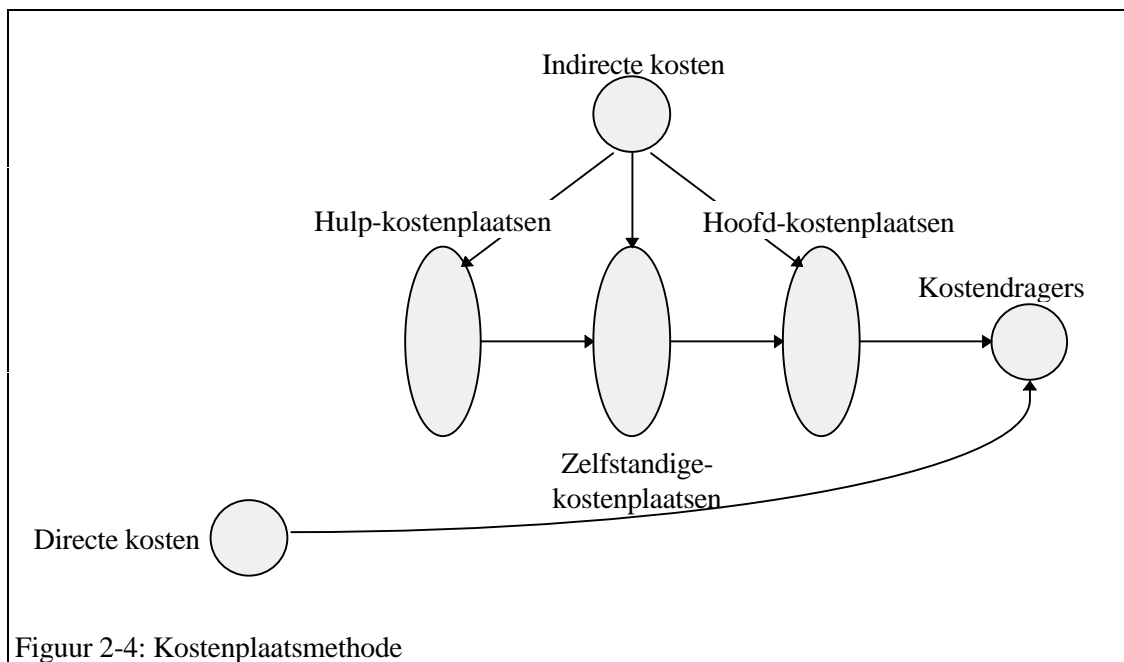 Indirecte kosten
Hulp-kostenplaatsen
Hoofd-kostenplaatsen
Kostendragers
Zelfstandige-
kostenplaatsen
Directe kosten
Figuur 2-4: Kostenplaatsmethode